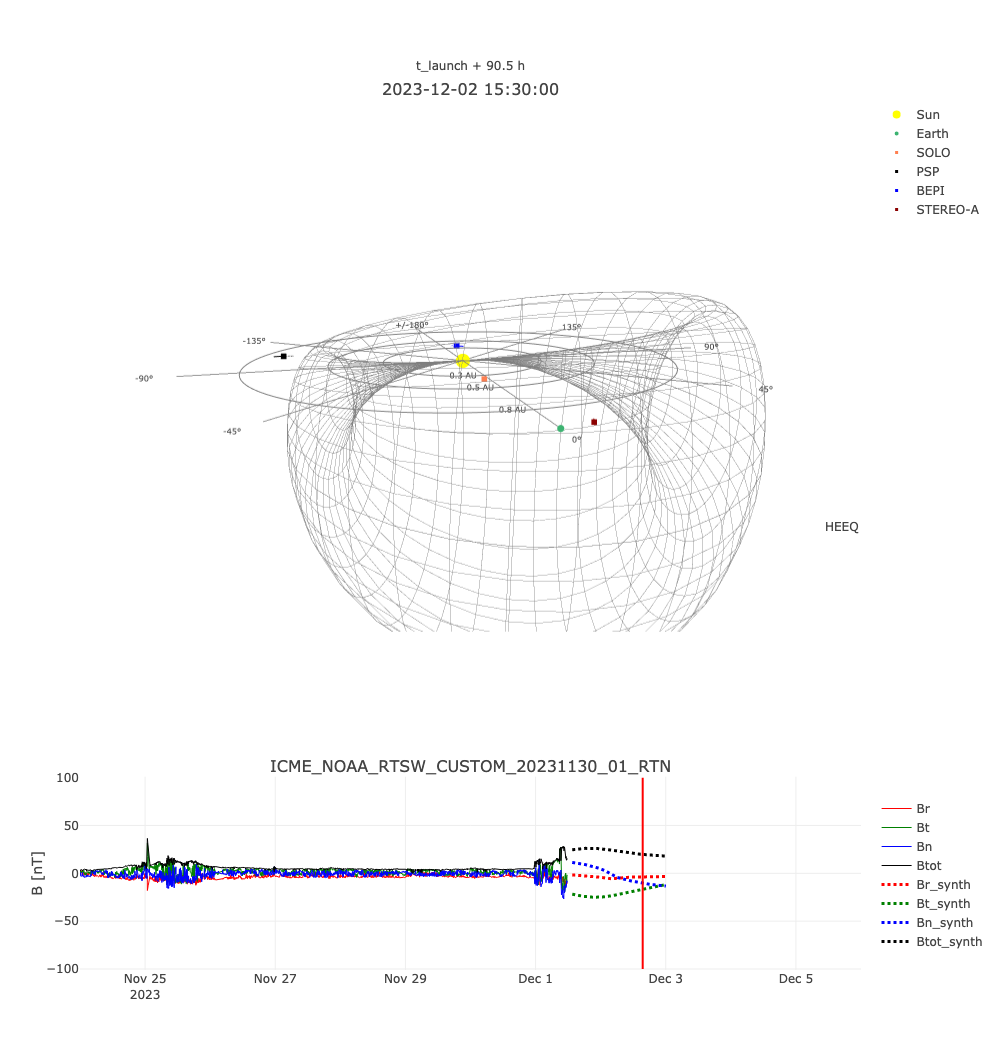 t_launch + 90.5 h
2023-12-02 15:30:00
Sun
Earth
SOLO
PSP
BEPI
STEREO-A
+/-180°
135°
-135°
90°
-90°
45°
-45°
0°
0.3 AU
0.5 AU
0.8 AU
HEEQ
ICME_NOAA_RTSW_CUSTOM_20231130_01_RTN
B [nT]
100
50
0
−50
−100
Nov 25
2023
Nov 27
Nov 29
Dec 1
Dec 3
Dec 5
Br
Bt
Bn
Btot
Br_synth
Bt_synth
Bn_synth
Btot_synth